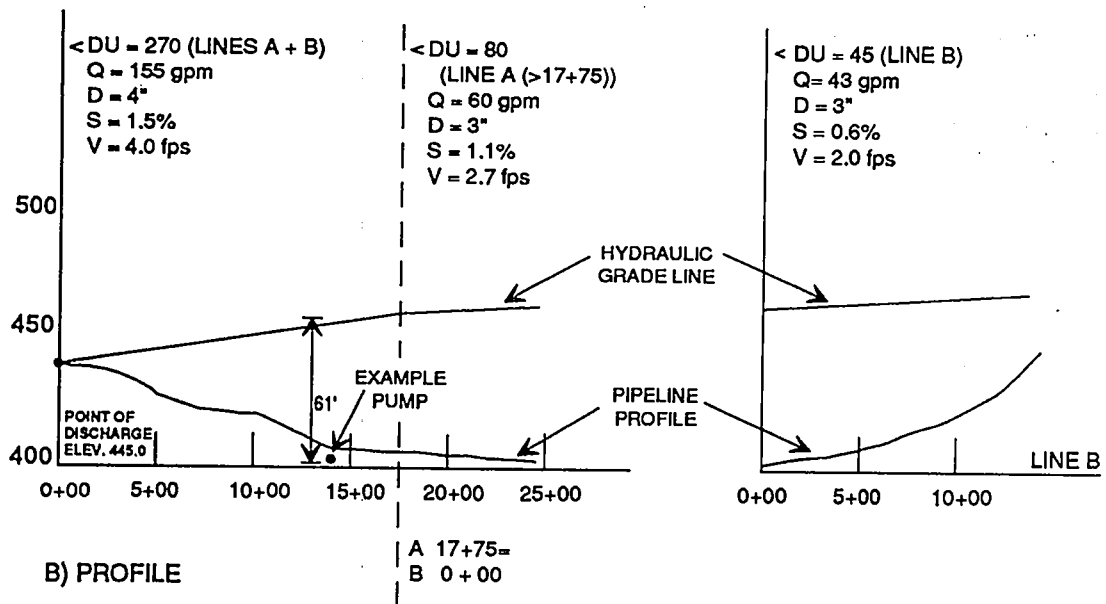 < DU = 270 (LINES A + B)
Q = 155 gpm
D = 4"
S = 1.5%
V = 4.0 fps
< DU = 80
(LINE A (>17+75))
Q = 60 gpm
D = 3"
S = 1.1%
V = 2.7 fps
< DU = 45 (LINE B)
Q= 43 gpm
D = 3"
S = 0.6%
V = 2.0 fps
500
450
400
HYDRAULIC
GRADE LINE
EXAMPLE
PUMP
61'
PIPELINE
PROFILE
POINT OF
DISCHARGE
ELEV. 445.0
LINE B
0+00
5+00
10+00
15+00
20+00
25+00
0+00
5+00
10+00
A 17+75=
B 0 + 00
B) PROFILE